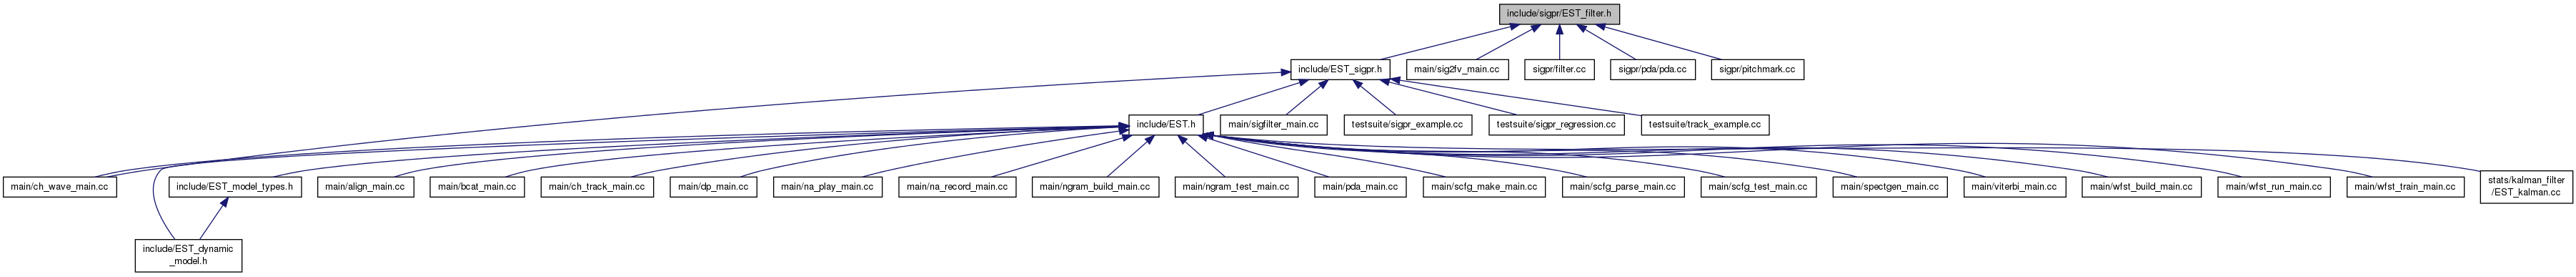 include/sigpr/EST_filter.h
include/EST_sigpr.h
main/sig2fv_main.cc
sigpr/filter.cc
sigpr/pda/pda.cc
sigpr/pitchmark.cc
include/EST.h
main/sigfilter_main.cc
testsuite/sigpr_example.cc
testsuite/sigpr_regression.cc
testsuite/track_example.cc
main/ch_wave_main.cc
include/EST_model_types.h
main/align_main.cc
main/bcat_main.cc
main/ch_track_main.cc
main/dp_main.cc
main/na_play_main.cc
main/na_record_main.cc
main/ngram_build_main.cc
main/ngram_test_main.cc
main/pda_main.cc
main/scfg_make_main.cc
main/scfg_parse_main.cc
main/scfg_test_main.cc
main/spectgen_main.cc
main/viterbi_main.cc
main/wfst_build_main.cc
main/wfst_run_main.cc
main/wfst_train_main.cc
stats/kalman_filter
/EST_kalman.cc
include/EST_dynamic
_model.h